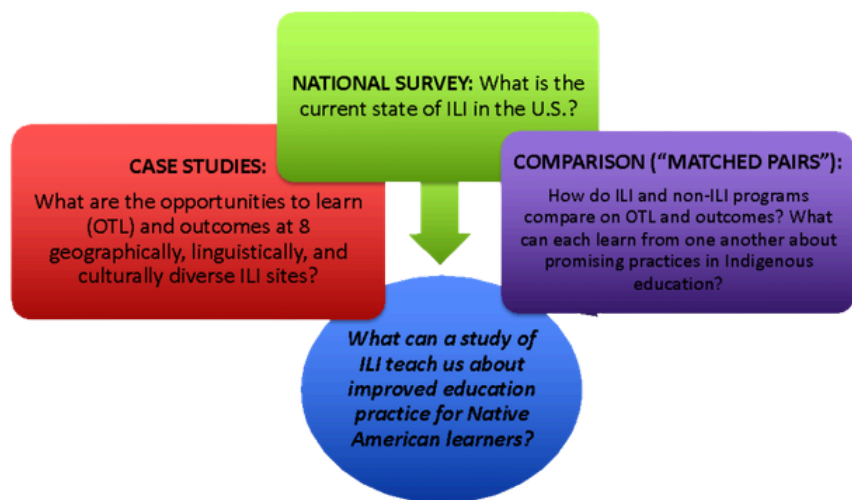 NATIONAL SURVEY: What is the
current state of ILI in the U.S.?
CASE STUDIES:
What are the opportunities to learn
(OTL) and outcomes at 8
geographically, linguistically, and
culturally diverse ILI sites?
COMPARISON (“MATCHED PAIRS”):
How do ILI and non-ILI programs
compare on OTL and outcomes? What
can each learn from one another about
promising practices in Indigenous
education?
What can a study of
ILI teach us about
improved education
practice for Native
American learners?